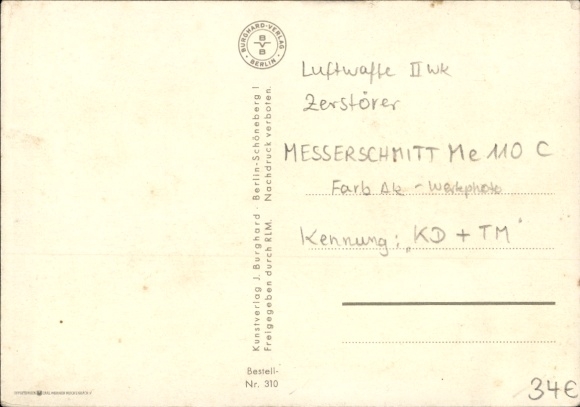 BURGHARD-VERLAG
BVB
BERLIN
Luftwaffe II WK
Zerstörer
MESSERSCHMITT Me 110 C
Farb Ak - Werkphoto
Kennung: „KD + TM"
Kunstverlag J. Burghard · Berlin-Schöneberg I
Freigegeben durch RLM. Nachdruck verboten.
Bestell-
Nr. 310
34€